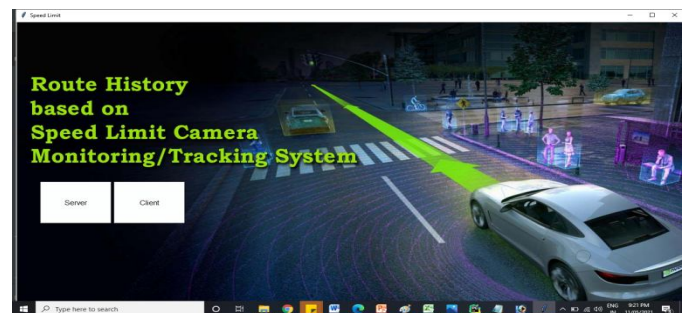 Speed Limit
Route History
based on
Speed Limit Camera
Monitoring/Tracking System
Server Client
Type here to search
ENG 9:21 PM
IN